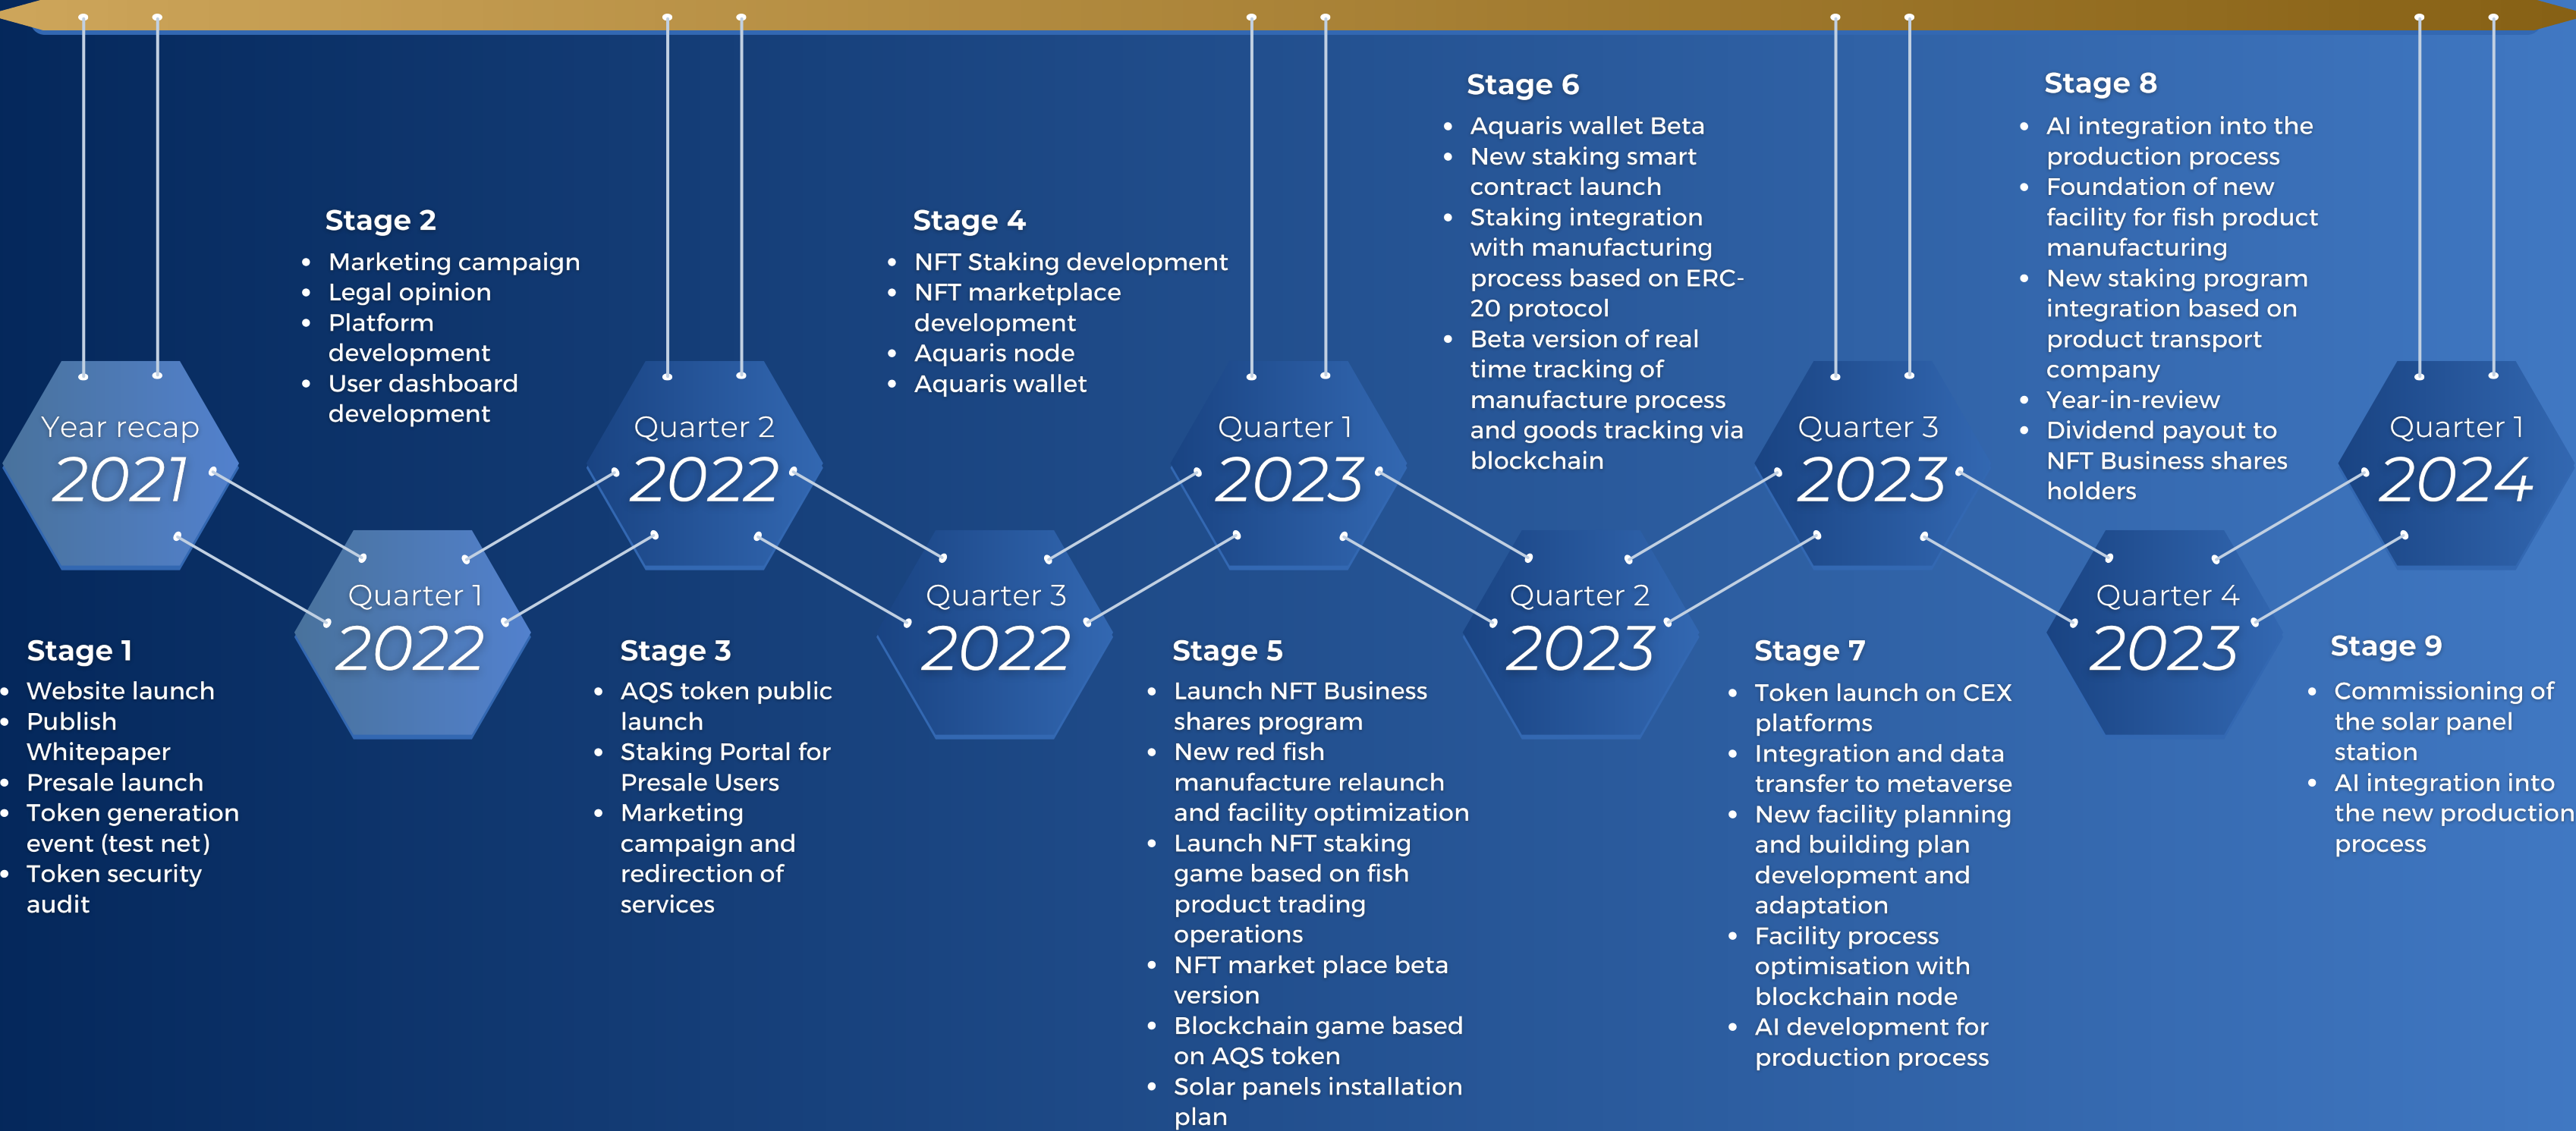 Year recap
2021
Stage 1
• Website launch
• Publish
Whitepaper
• Presale launch
• Token generation
event (test net)
• Token security
audit
Stage 2
• Marketing campaign
• Legal opinion
• Platform
development
• User dashboard
development
Quarter 1
2022
Quarter 2
2022
Stage 3
• AQS token public
launch
• Staking Portal for
Presale Users
• Marketing
campaign and
redirection of
services
Stage 4
• NFT Staking development
• NFT marketplace
development
• Aquaris node
• Aquaris wallet
Quarter 3
2022
Quarter 1
2023
Stage 5
• Launch NFT Business
shares program
• New red fish
manufacture relaunch
and facility optimization
• Launch NFT staking
game based on fish
product trading
operations
• NFT market place beta
version
• Blockchain game based
on AQS token
• Solar panels installation
plan
Stage 6
• Aquaris wallet Beta
• New staking smart
contract launch
• Staking integration
with manufacturing
process based on ERC-
20 protocol
• Beta version of real
time tracking of
manufacture process
and goods tracking via
blockchain
Quarter 2
2023
Quarter 3
2023
Stage 7
• Token launch on CEX
platforms
• Integration and data
transfer to metaverse
• New facility planning
and building plan
development and
adaptation
• Facility process
optimisation with
blockchain node
• AI development for
production process
Stage 8
• AI integration into the
production process
• Foundation of new
facility for fish product
manufacturing
• New staking program
integration based on
product transport
company
• Year-in-review
• Dividend payout to
NFT Business shares
holders
Quarter 4
2023
Quarter 1
2024
Stage 9
• Commissioning of
the solar panel
station
• AI integration into
the new production
process